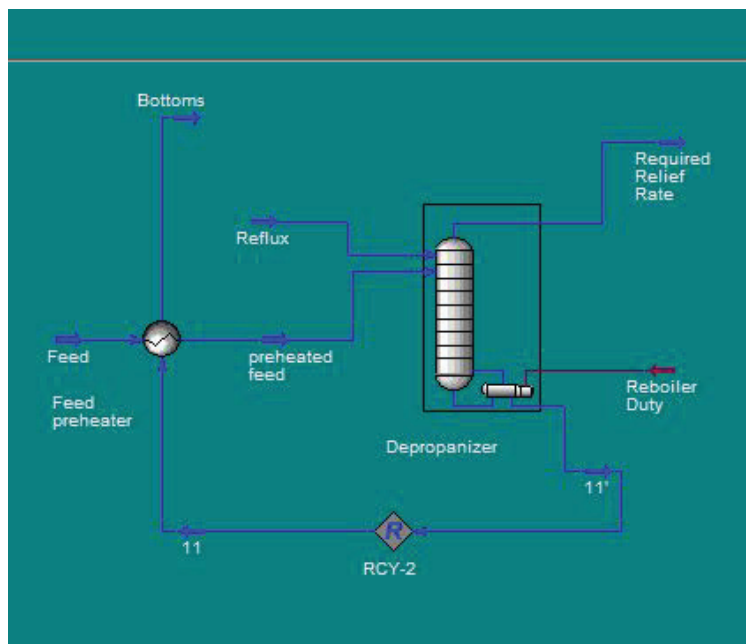 Bottoms
Required
Relief
Rate
Reflux
Feed
preheated
feed
Feed
preheater
Reboiler
Duty
Depropanizer
11'
11
R
RCY-2